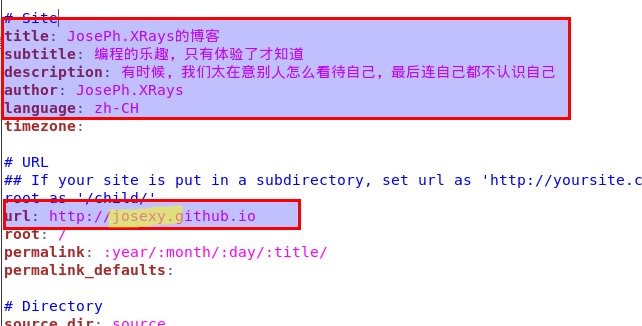 # Site
title: JosePh.XRays的博客
subtitle: 编程的乐趣，只有体验了才知道
description: 有时候，我们太在意别人怎么看待自己，最后连自己都不认识自己
author: JosePh.XRays
language: zh-CH
timezone:
# URL
## If your site is put in a subdirectory, set url as 'http://yoursite.c
root as '/child/'
url: http://josexy.github.io
root: /
permalink: :year/:month/:day/:title/
permalink_defaults:
# Directory
source_dir: source